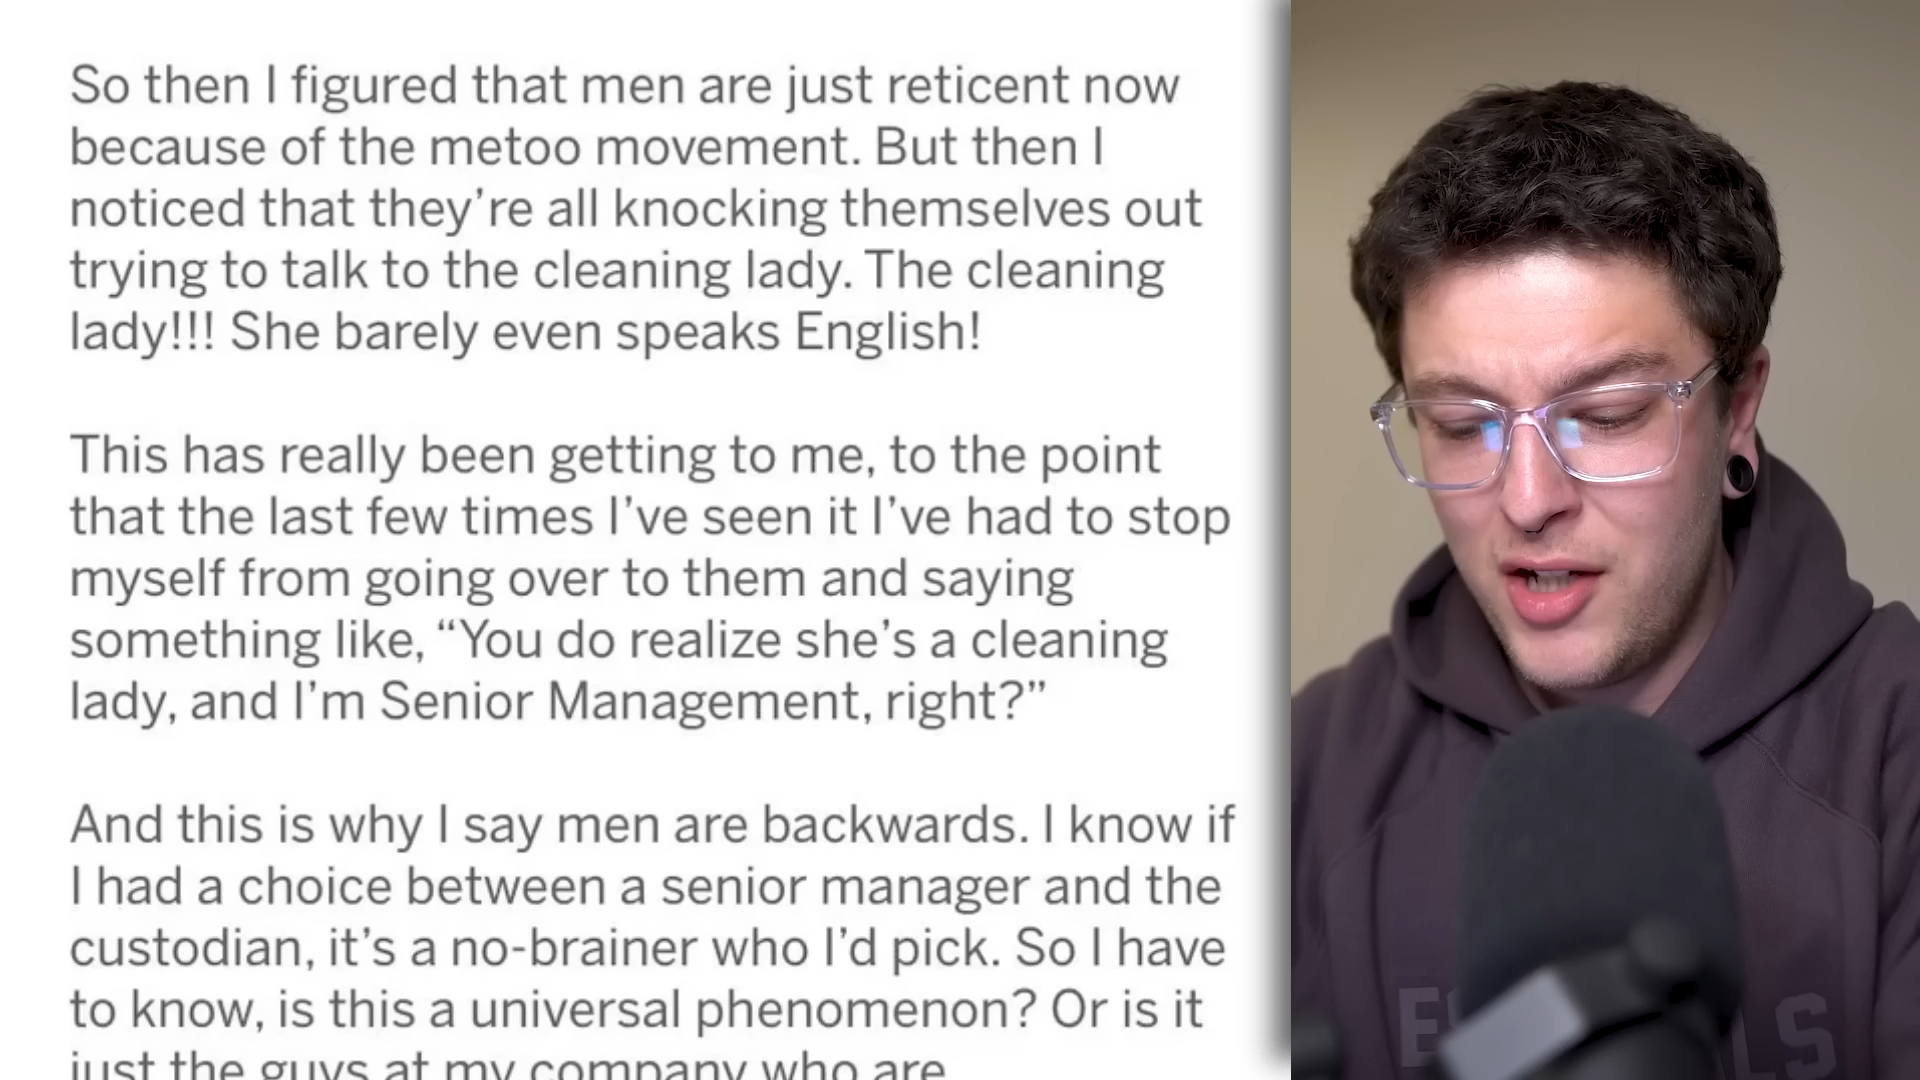 So then I figured that men are just reticent now
because of the metoo movement. But then I
noticed that they’re all knocking themselves out
trying to talk to the cleaning lady. The cleaning
lady!!! She barely even speaks English!
This has really been getting to me, to the point
that the last few times I’ve seen it I’ve had to stop
myself from going over to them and saying
something like, “You do realize she’s a cleaning
lady, and I’m Senior Management, right?”
And this is why I say men are backwards. I know if
I had a choice between a senior manager and the
custodian, it’s a no-brainer who I’d pick. So I have
to know, is this a universal phenomenon? Or is it
just the guys at my company who are